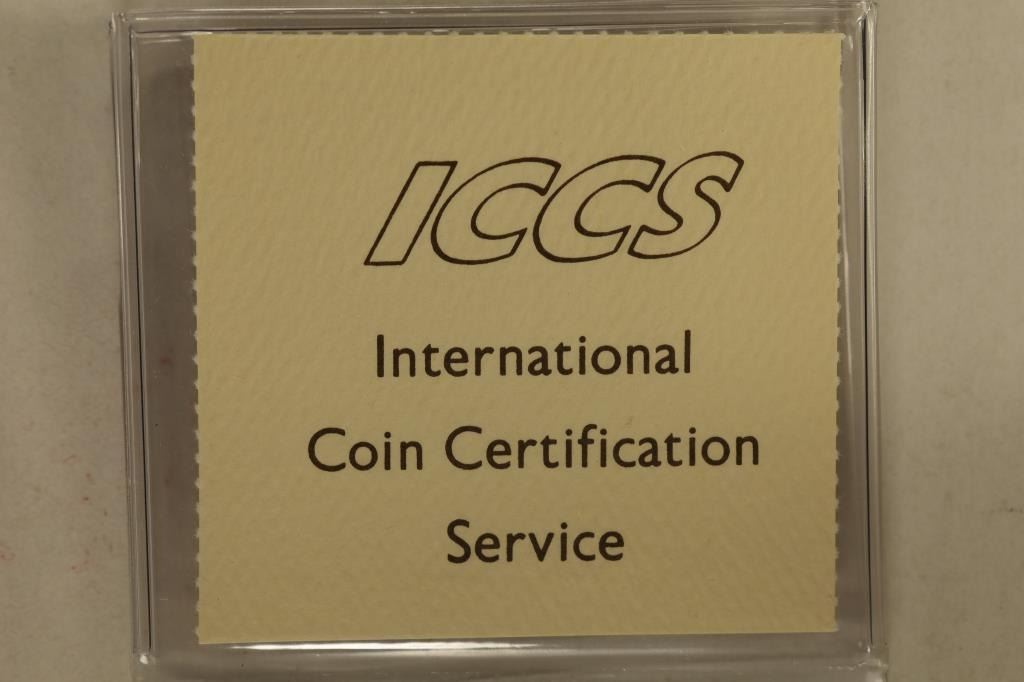 ICCS
International
Coin Certification
Service